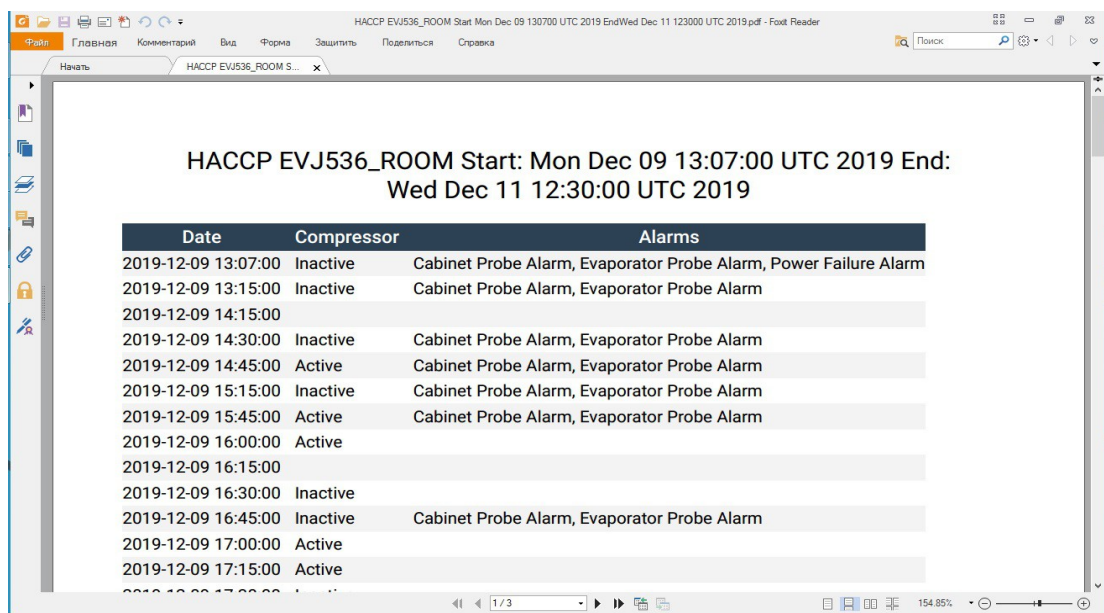 HACCP EVJ536_ROOM Start Mon Dec 09 130700 UTC 2019 EndWed Dec 11 123000 UTC 2019.pdf - Foxit Reader
Файл Главная Комментарий Вид Форма Защитить Поделиться Справка Поиск
Начать HACCP EVJ536_ROOM S...
HACCP EVJ536_ROOM Start: Mon Dec 09 13:07:00 UTC 2019 End:
Wed Dec 11 12:30:00 UTC 2019
Date Compressor Alarms
2019-12-09 13:07:00 Inactive Cabinet Probe Alarm, Evaporator Probe Alarm, Power Failure Alarm
2019-12-09 13:15:00 Inactive Cabinet Probe Alarm, Evaporator Probe Alarm
2019-12-09 14:15:00
2019-12-09 14:30:00 Inactive Cabinet Probe Alarm, Evaporator Probe Alarm
2019-12-09 14:45:00 Active Cabinet Probe Alarm, Evaporator Probe Alarm
2019-12-09 15:15:00 Inactive Cabinet Probe Alarm, Evaporator Probe Alarm
2019-12-09 15:45:00 Active Cabinet Probe Alarm, Evaporator Probe Alarm
2019-12-09 16:00:00 Active
2019-12-09 16:15:00
2019-12-09 16:30:00 Inactive
2019-12-09 16:45:00 Inactive Cabinet Probe Alarm, Evaporator Probe Alarm
2019-12-09 17:00:00 Active
2019-12-09 17:15:00 Active
1/3 154.85%